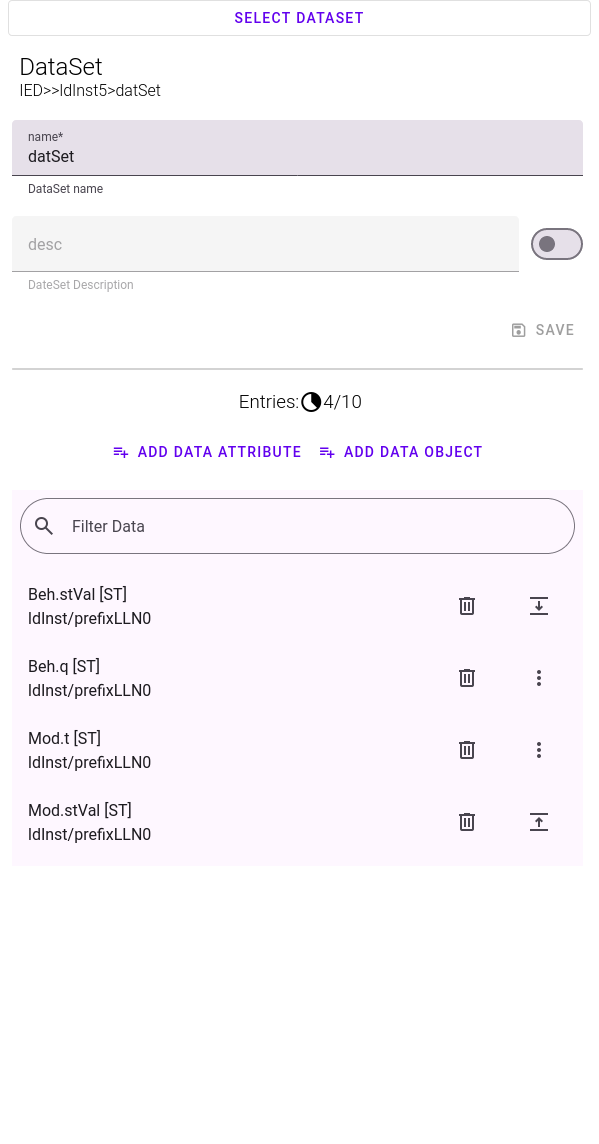 SELECT DATASET
DataSet
IED>>ldInst5>datSet
name*
datSet
DataSet name
desc
DateSet Description
SAVE
Entries: 4/10
ADD DATA ATTRIBUTE ADD DATA OBJECT
Filter Data
Beh.stVal [ST]
ldInst/prefixLLN0
Beh.q [ST]
ldInst/prefixLLN0
Mod.t [ST]
ldInst/prefixLLN0
Mod.stVal [ST]
ldInst/prefixLLN0